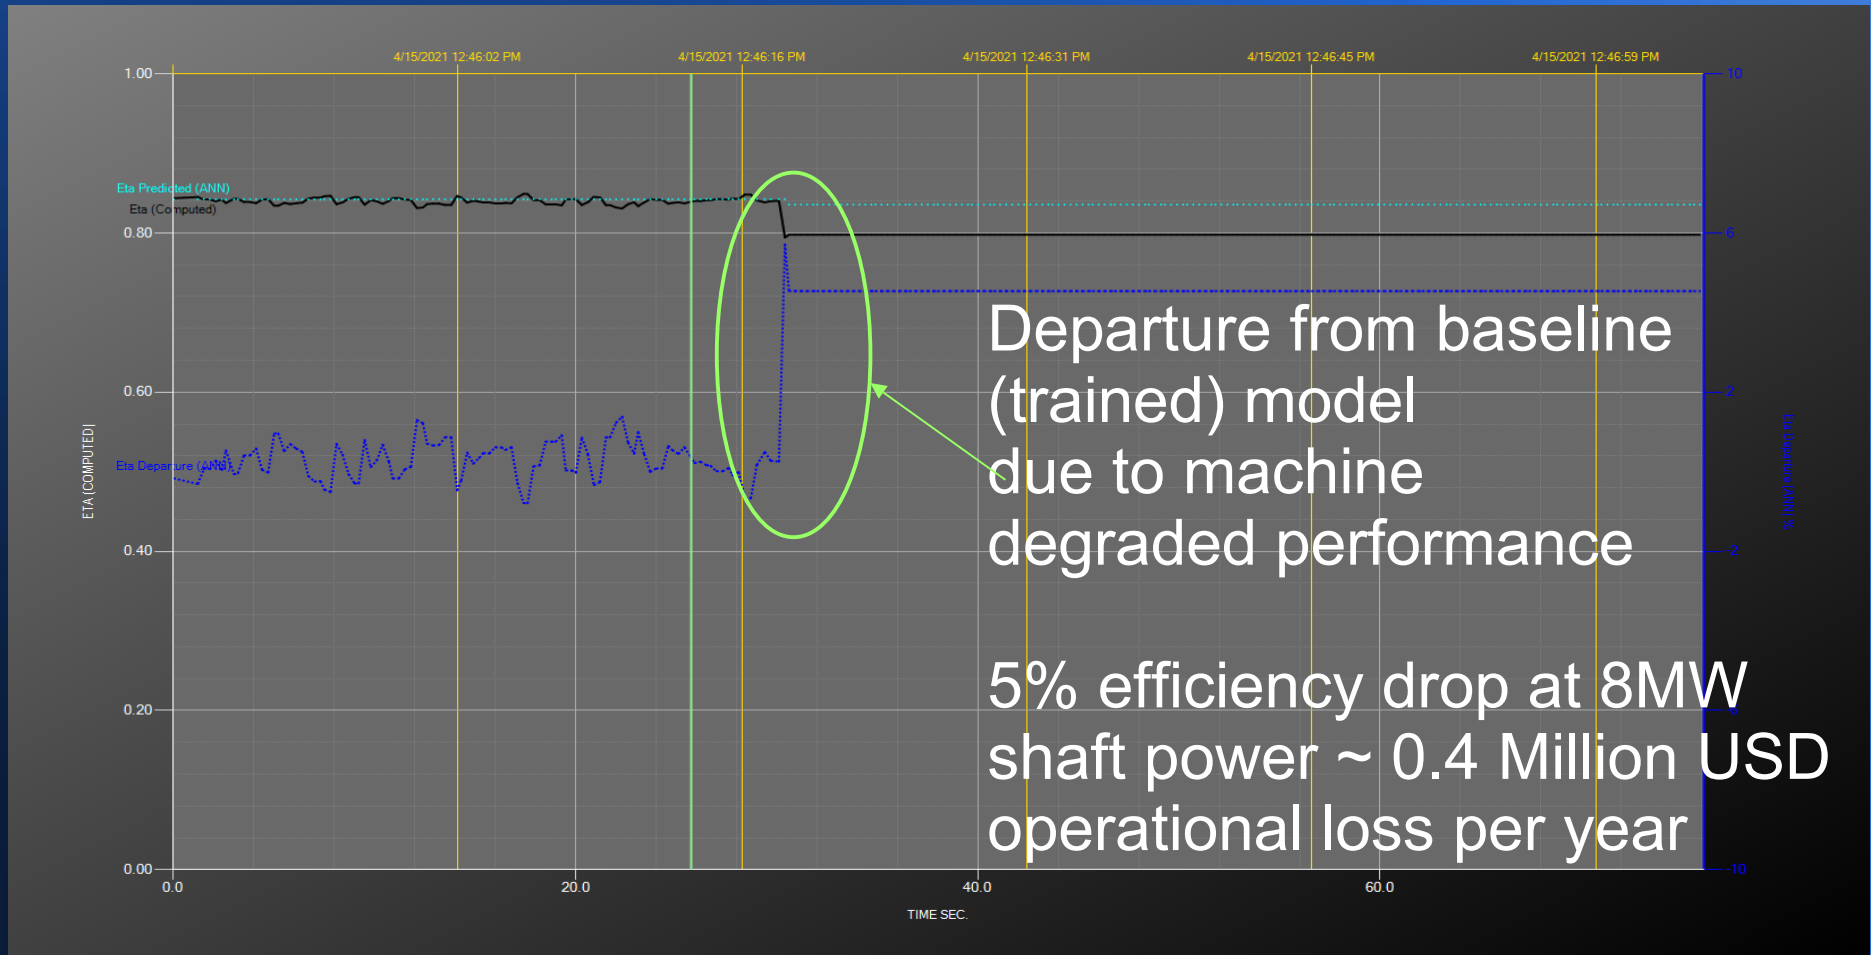 4/15/2021 12:46:02 PM
4/15/2021 12:46:16 PM
4/15/2021 12:46:31 PM
4/15/2021 12:46:45 PM
4/15/2021 12:46:59 PM
1.00
10
Eta Predicted (ANN)
Eta (Computed)
0.80
6
Departure from baseline
(trained) model
due to machine
degraded performance
0.60
2
ETA [COMPUTED]
Eta Departure (ANN)
0.40
-2
5% efficiency drop at 8MW
shaft power ~ 0.4 Million USD
operational loss per year
0.20
0.00
-10
0.0
20.0
40.0
60.0
TIME SEC.